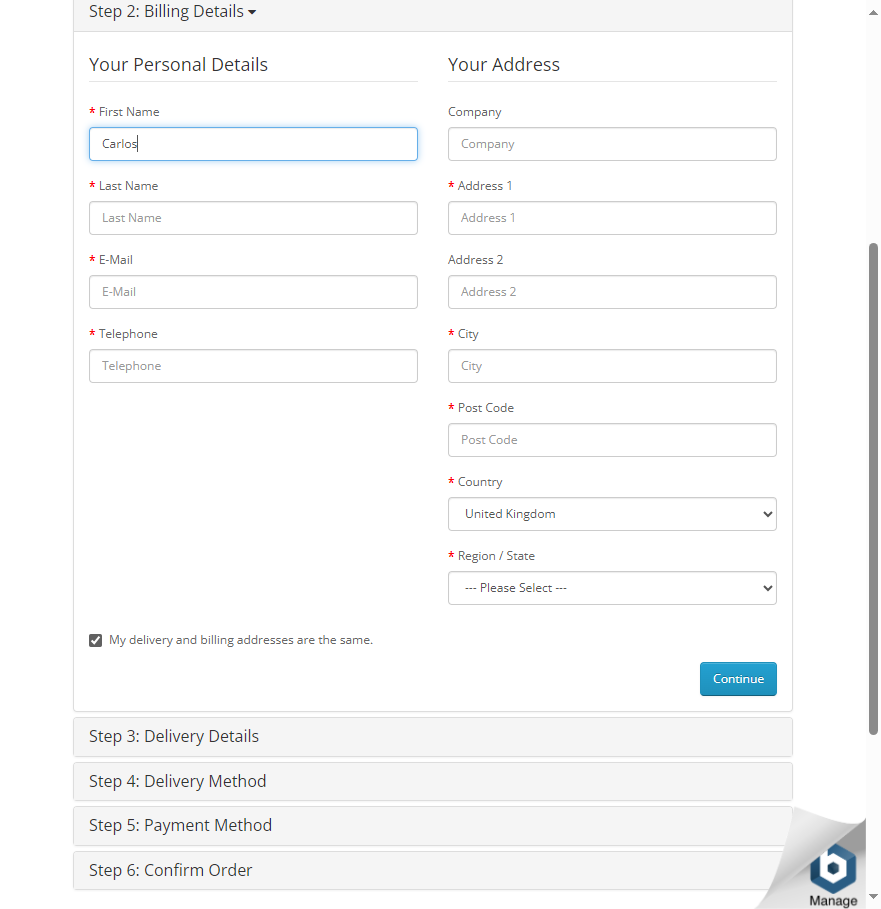 Step 2: Billing Details
Your Personal Details
* First Name
Carlos
* Last Name
Last Name
* E-Mail
E-Mail
* Telephone
Telephone
Your Address
Company
Company
* Address 1
Address 1
Address 2
Address 2
* City
City
* Post Code
Post Code
* Country
United Kingdom
* Region / State
--- Please Select ---
My delivery and billing addresses are the same.
Continue
Step 3: Delivery Details
Step 4: Delivery Method
Step 5: Payment Method
Step 6: Confirm Order
b
Manage